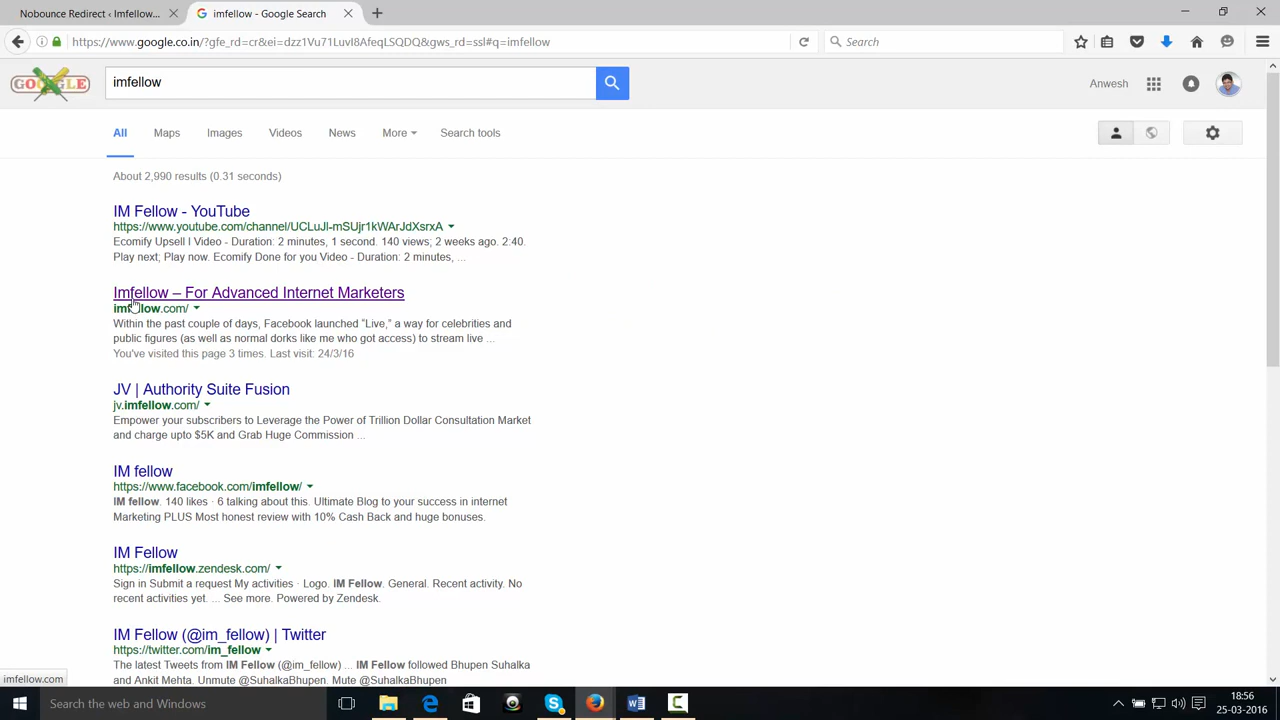 Nobounce Redirect ‹ Imfellow... ×
imfellow - Google Search ×
https://www.google.co.in/?gfe_rd=cr&ei=dzz1Vu71LuvI8AfeqLSQDQ&gws_rd=ssl#q=imfellow
Search
GOOGLE
imfellow
Anwesh
All Maps Images Videos News More Search tools
About 2,990 results (0.31 seconds)
IM Fellow - YouTube
https://www.youtube.com/channel/UCLuJl-mSUjr1kWArJdXsrxA
Ecomify Upsell I Video - Duration: 2 minutes, 1 second. 140 views; 2 weeks ago. 2:40.
Play next; Play now. Ecomify Done for you Video - Duration: 2 minutes, ...
Imfellow – For Advanced Internet Marketers
imfellow.com/
Within the past couple of days, Facebook launched “Live,” a way for celebrities and
public figures (as well as normal dorks like me who got access) to stream live ...
You've visited this page 3 times. Last visit: 24/3/16
JV | Authority Suite Fusion
jv.imfellow.com/
Empower your subscribers to Leverage the Power of Trillion Dollar Consultation Market
and charge upto $5K and Grab Huge Commission ...
IM fellow
https://www.facebook.com/imfellow/
IM fellow. 140 likes · 6 talking about this. Ultimate Blog to your success in internet
Marketing PLUS Most honest review with 10% Cash Back and huge bonuses.
IM Fellow
https://imfellow.zendesk.com/
Sign in Submit a request My activities · Logo. IM Fellow. General. Recent activity. No
recent activities yet. ... See more. Powered by Zendesk.
IM Fellow (@im_fellow) | Twitter
https://twitter.com/im_fellow
The latest Tweets from IM Fellow (@im_fellow) ... IM Fellow followed Bhupen Suhalka
and Ankit Mehta. Unmute @SuhalkaBhupen. Mute @SuhalkaBhupen
imfellow.com
Search the web and Windows
18:56
25-03-2016